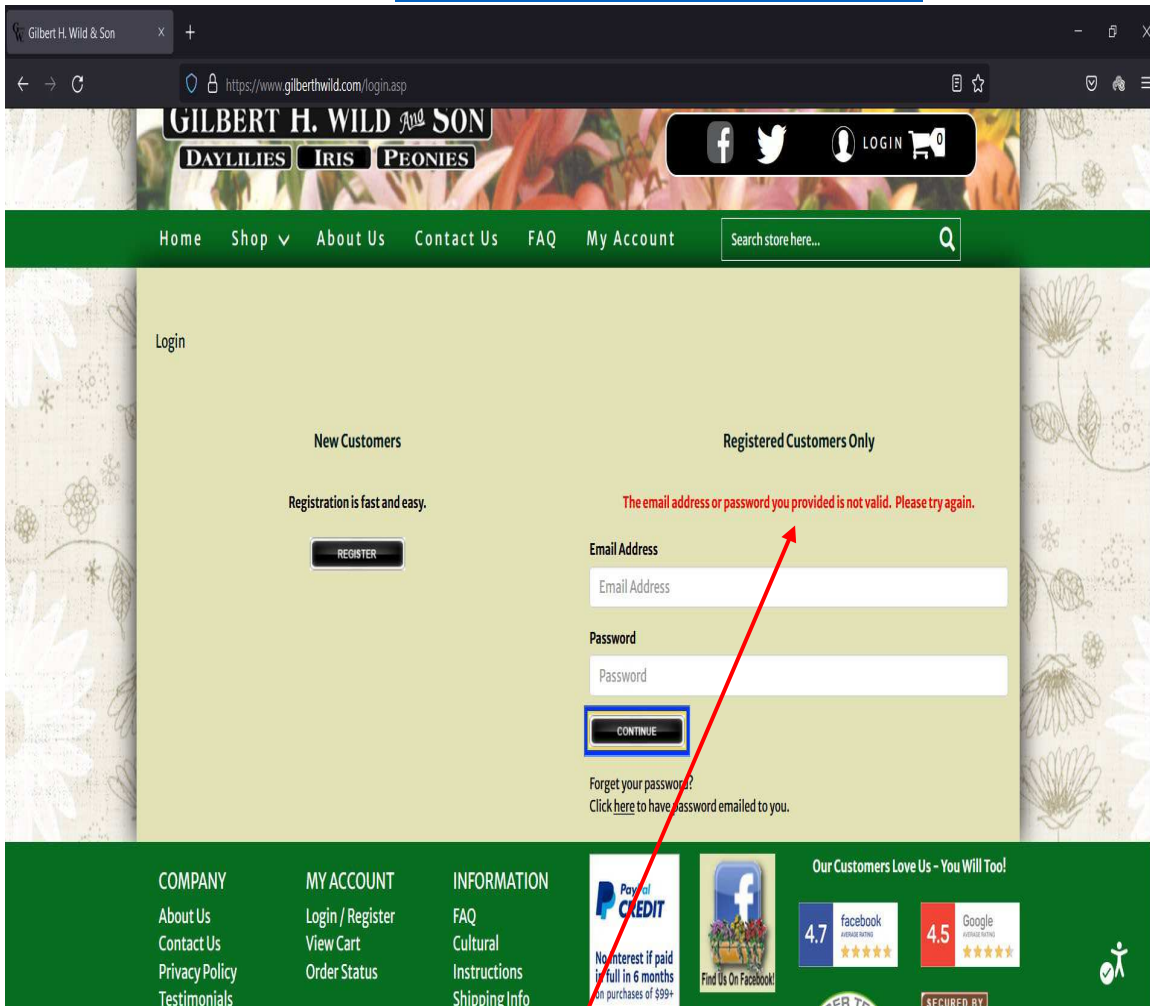 Gilbert H. Wild & Son
https://www.gilberthwild.com/login.asp
GILBERT H. WILD And SON
DAYLILIES IRIS PEONIES
LOGIN 0
Home Shop About Us Contact Us FAQ My Account Search store here...
Login
New Customers
Registration is fast and easy.
REGISTER
Registered Customers Only
The email address or password you provided is not valid. Please try again.
Email Address
Email Address
Password
Password
CONTINUE
Forget your password?
Click here to have password emailed to you.
COMPANY
About Us
Contact Us
Privacy Policy
Testimonials
MY ACCOUNT
Login / Register
View Cart
Order Status
INFORMATION
FAQ
Cultural
Instructions
Shipping Info
PayPal
CREDIT
No interest if paid
in full in 6 months
on purchases of $99+
Find Us On Facebook!
Our Customers Love Us – You Will Too!
4.7 facebook
AVERAGE RATING
4.5 Google
AVERAGE RATING
SECURED BY